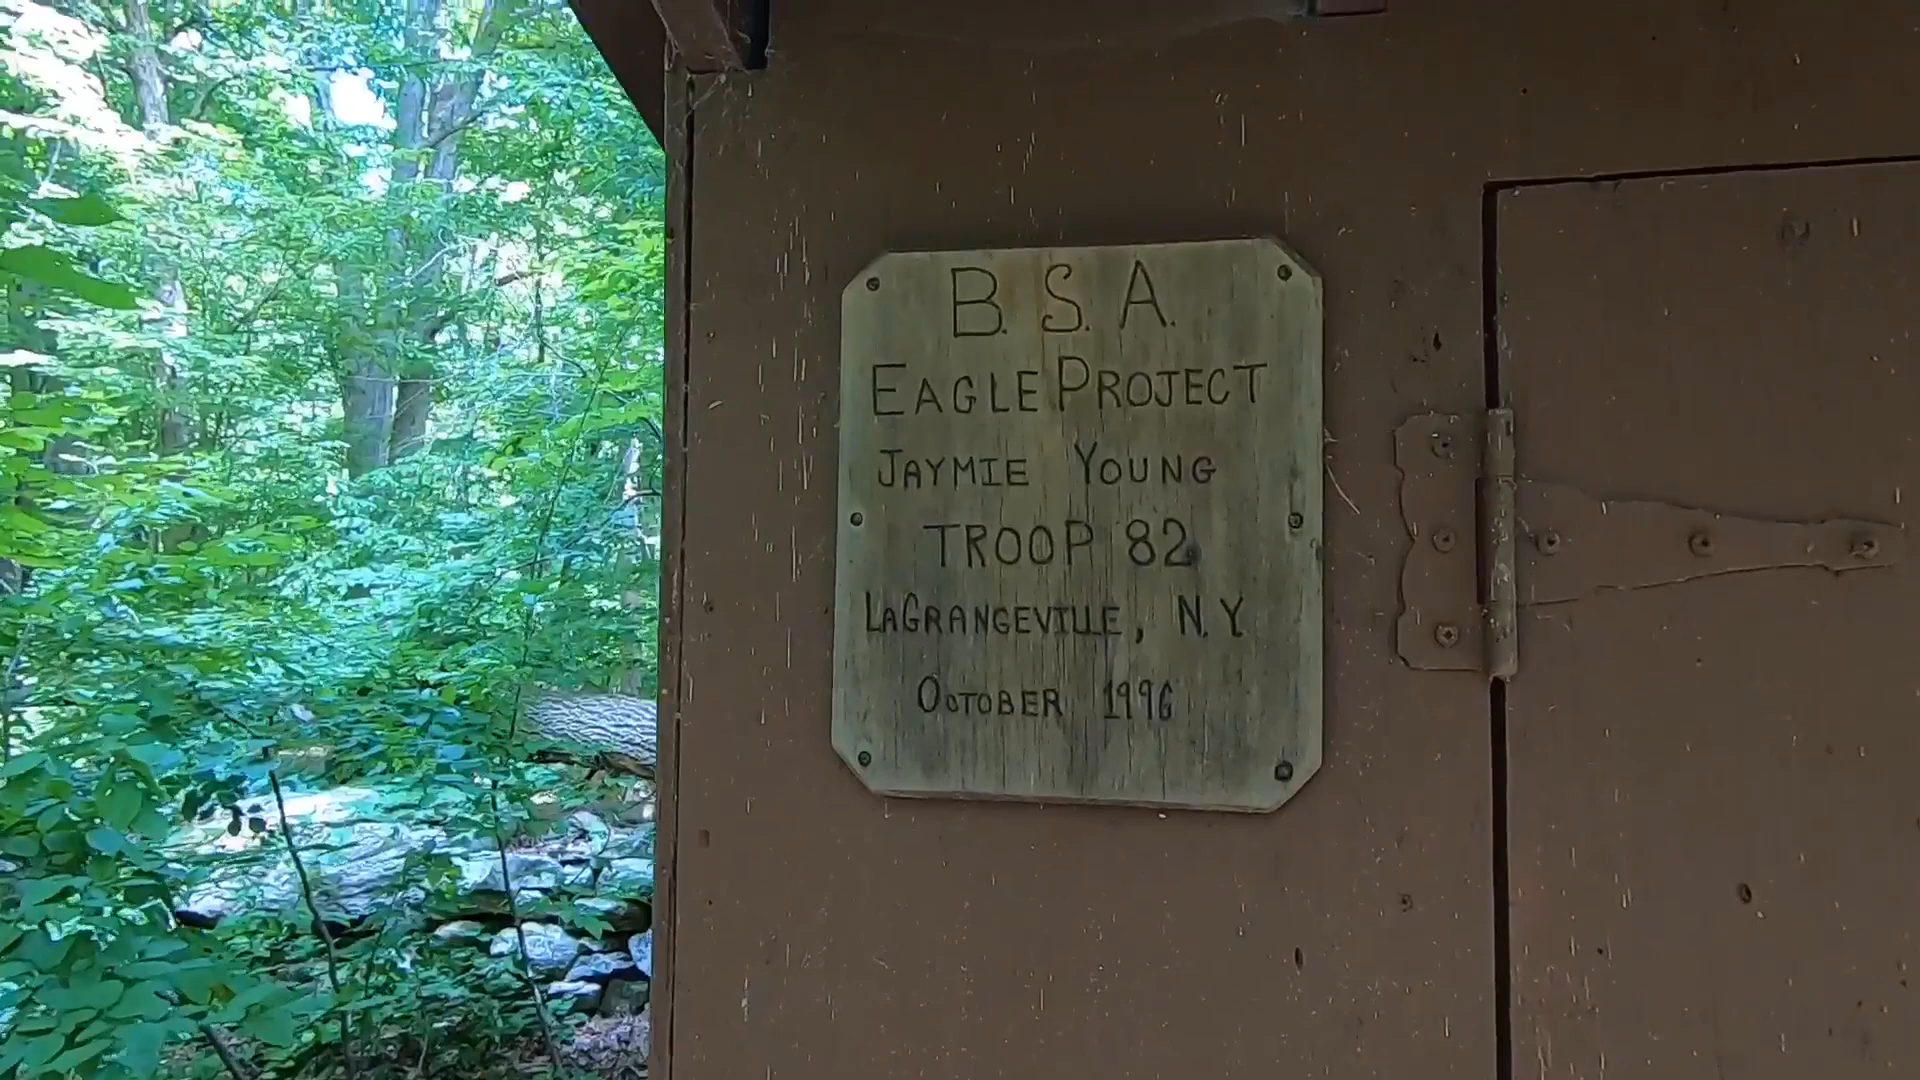 B. S. A.
EAGLE PROJECT
JAYMIE YOUNG
TROOP 82
LAGRANGEVILLE, N.Y.
OCTOBER 1996